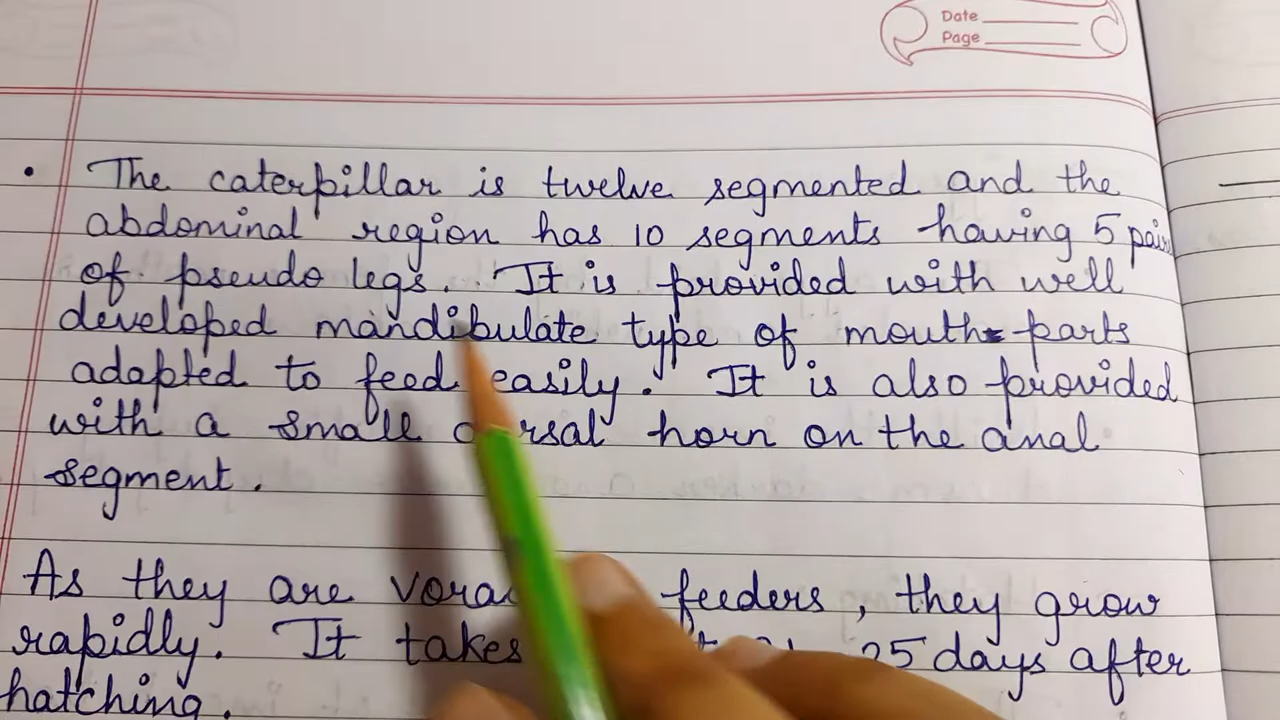 Date
Page
• The caterpillar is twelve segmented and the
abdominal region has 10 segments having 5 pairs
of pseudo legs. It is provided with well
developed mandibulate type of mouth parts
adapted to feed easily. It is also provided
with a small horn on the anal
segment.
As they are feeders, they grow
rapidly. It takes 25 days after
hatching.